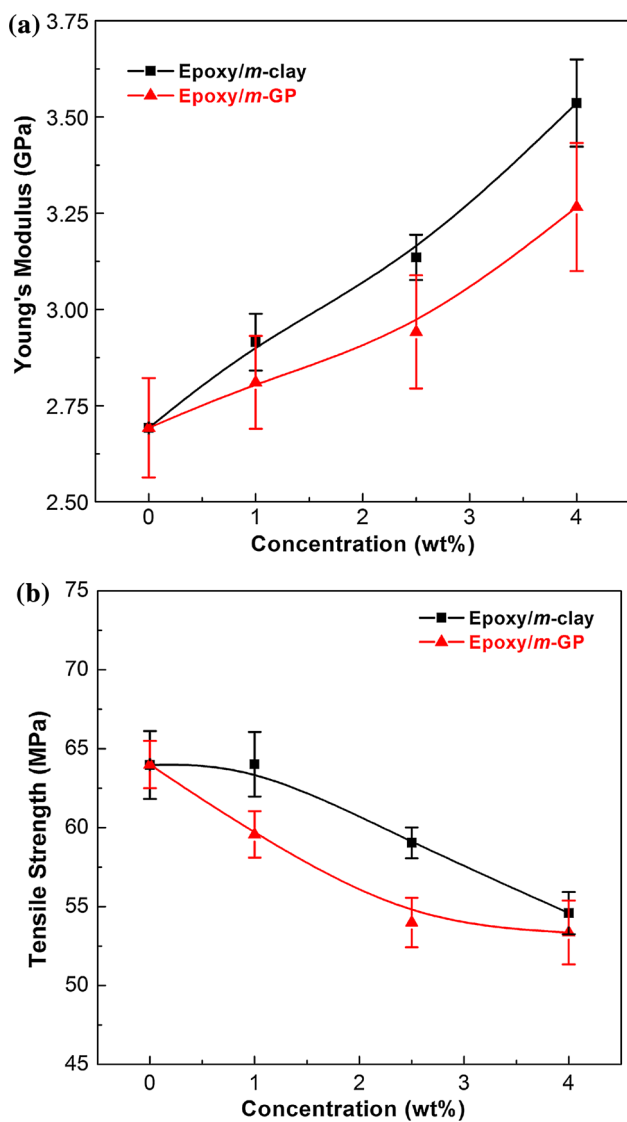 (a)
3.75
3.50
3.25
3.00
2.75
2.50
Young's Modulus (GPa)
Epoxy/m-clay
Epoxy/m-GP
0 1 2 3 4
Concentration (wt%)
(b)
75
70
65
60
55
50
45
Tensile Strength (MPa)
Epoxy/m-clay
Epoxy/m-GP
0 1 2 3 4
Concentration (wt%)